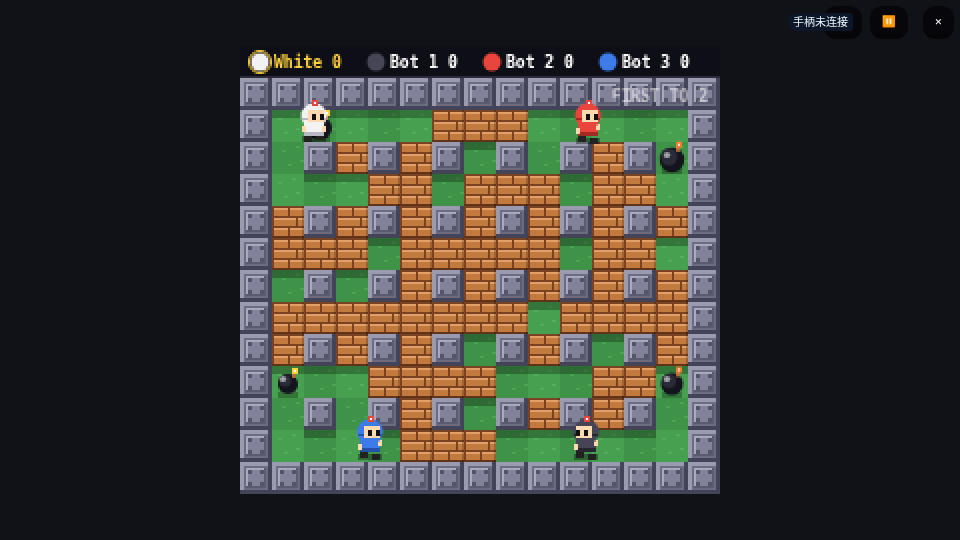 手柄未连接
White 0
Bot 1 0
Bot 2 0
Bot 3 0
FIRST TO 2